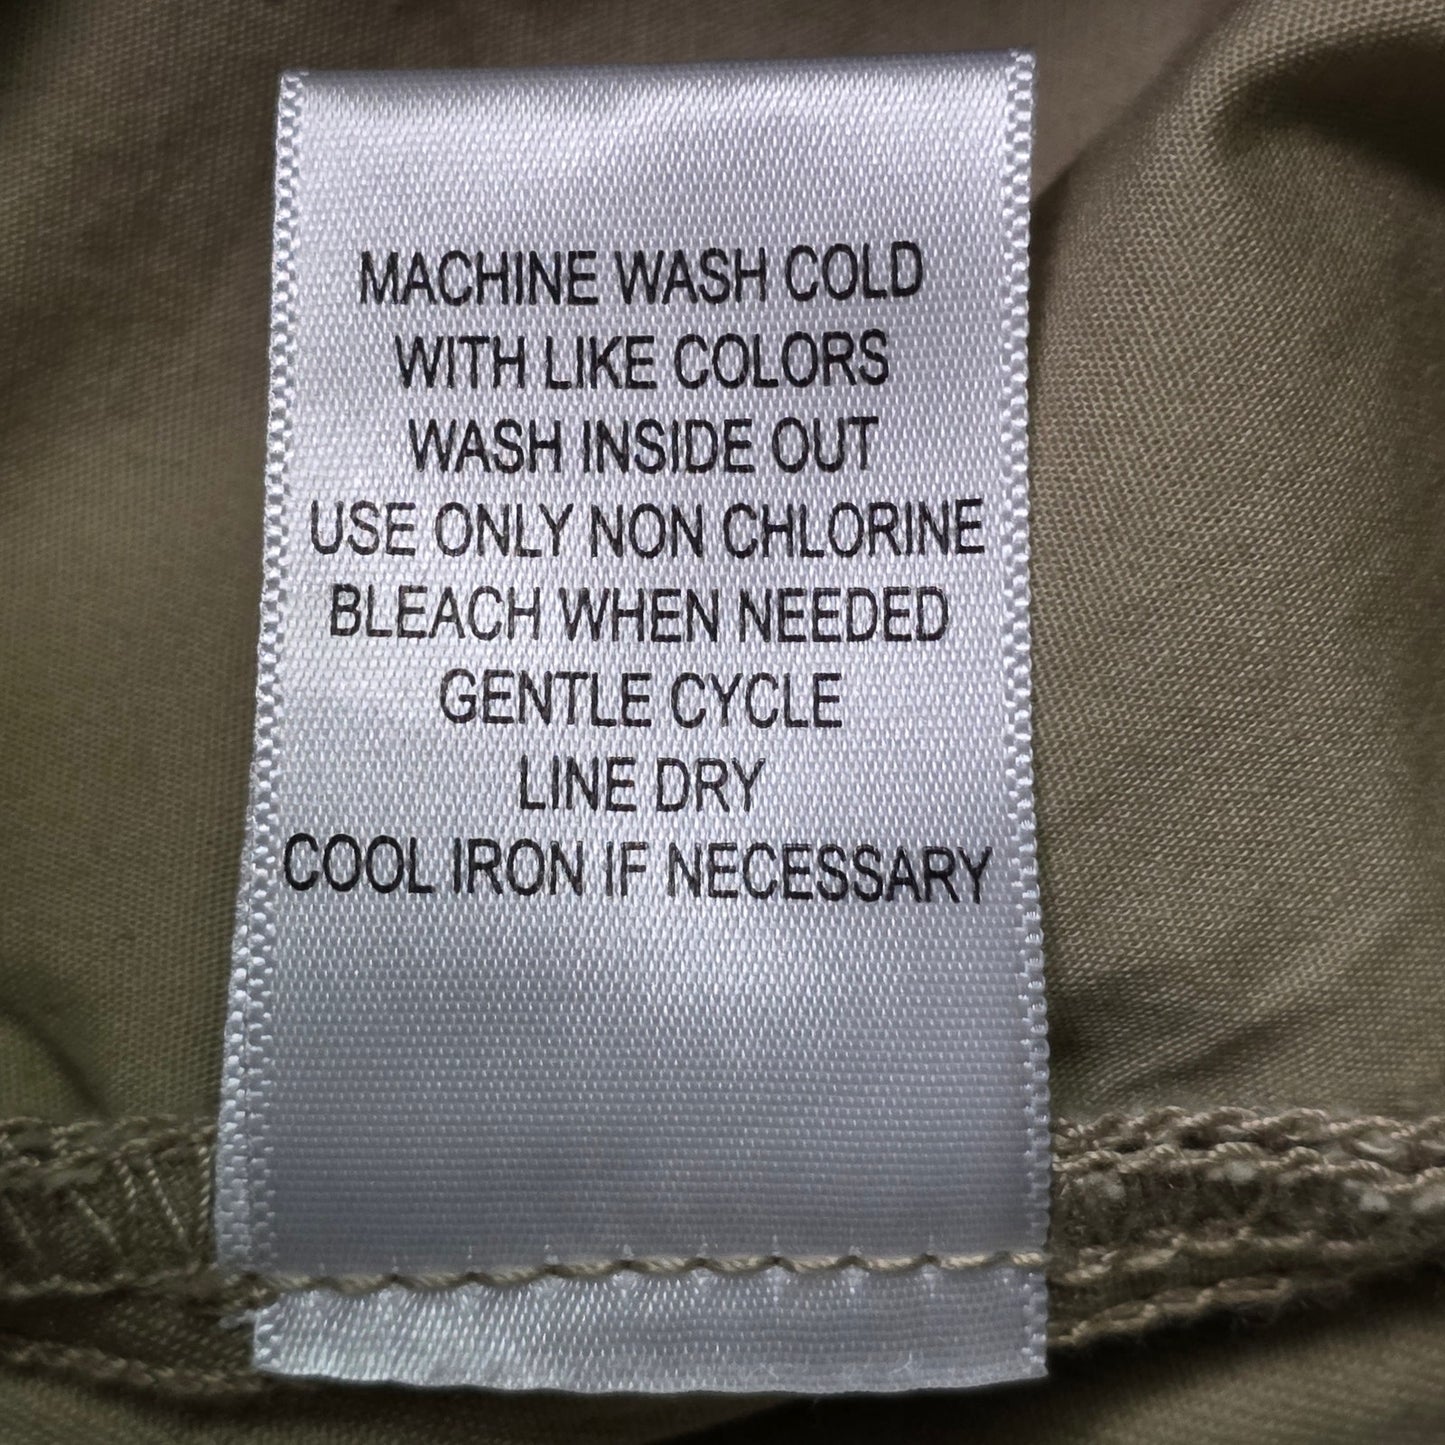 MACHINE WASH COLD
WITH LIKE COLORS
WASH INSIDE OUT
USE ONLY NON CHLORINE
BLEACH WHEN NEEDED
GENTLE CYCLE
LINE DRY
COOL IRON IF NECESSARY